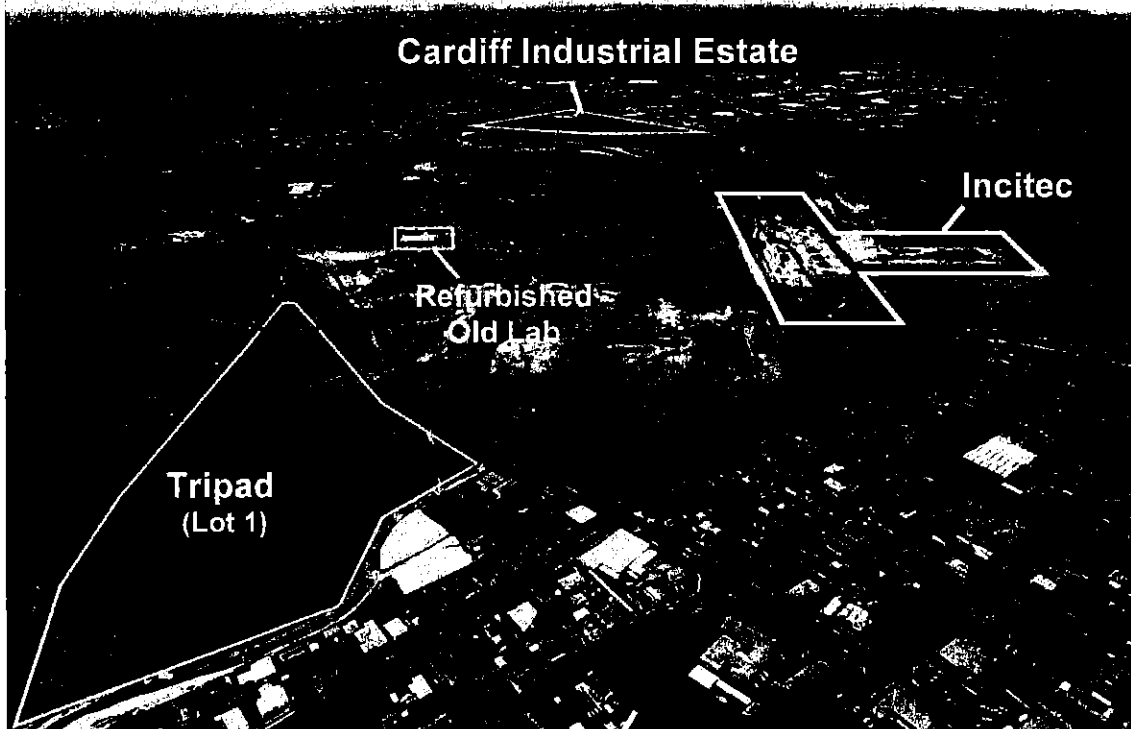 Cardiff Industrial Estate
Incitec
Refurbished
Old Lab
Tripad
(Lot 1)